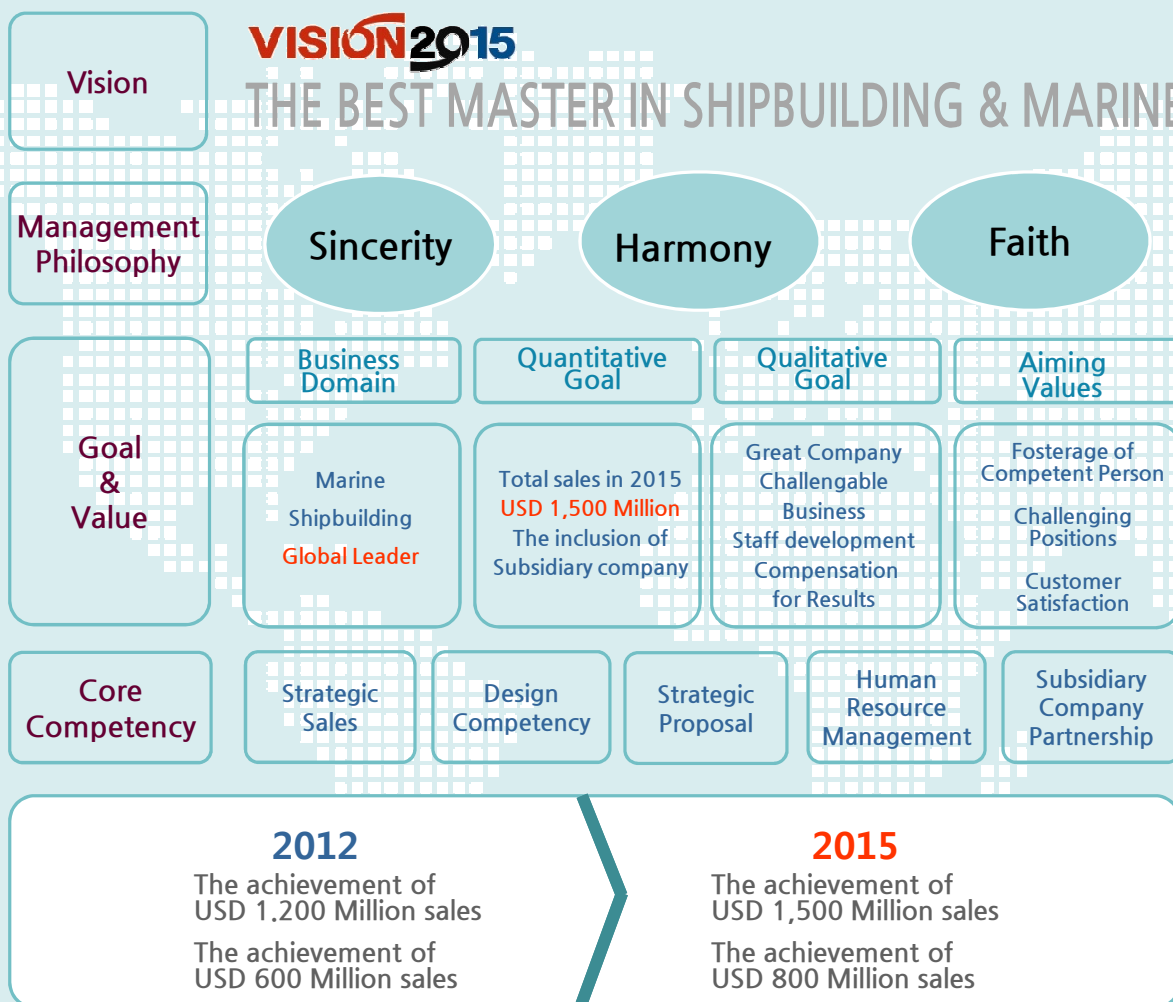 Vision
VISION 2015
THE BEST MASTER IN SHIPBUILDING & MARINE
Management
Philosophy
Sincerity
Harmony
Faith
Goal
&
Value
Business
Domain
Quantitative
Goal
Qualitative
Goal
Aiming
Values
Marine
Shipbuilding
Global Leader
Total sales in 2015
USD 1,500 Million
The inclusion of
Subsidiary company
Great Company
Challengable
Business
Staff development
Compensation
for Results
Fosterage of
Competent Person
Challenging
Positions
Customer
Satisfaction
Core
Competency
Strategic
Sales
Design
Competency
Strategic
Proposal
Human
Resource
Management
Subsidiary
Company
Partnership
2012
The achievement of
USD 1.200 Million sales
The achievement of
USD 600 Million sales
2015
The achievement of
USD 1,500 Million sales
The achievement of
USD 800 Million sales